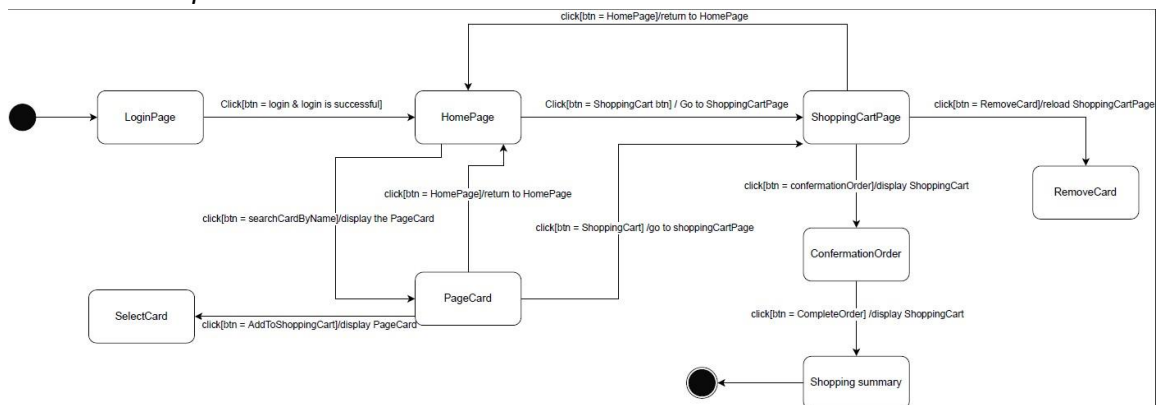 click[btn = HomePage]/return to HomePage
LoginPage
Click[btn = login & login is successful]
HomePage
Click[btn = ShoppingCart btn] / Go to ShoppingCartPage
ShoppingCartPage
click[btn = RemoveCard]/reload ShoppingCartPage
click[btn = HomePage]/return to HomePage
click[btn = confermationOrder]/display ShoppingCart
RemoveCard
click[btn = searchCardByName]/display the PageCard
click[btn = ShoppingCart] /go to shoppingCartPage
ConfermationOrder
PageCard
SelectCard
click[btn = AddToShoppingCart]/display PageCard
click[btn = CompleteOrder] /display ShoppingCart
Shopping summary